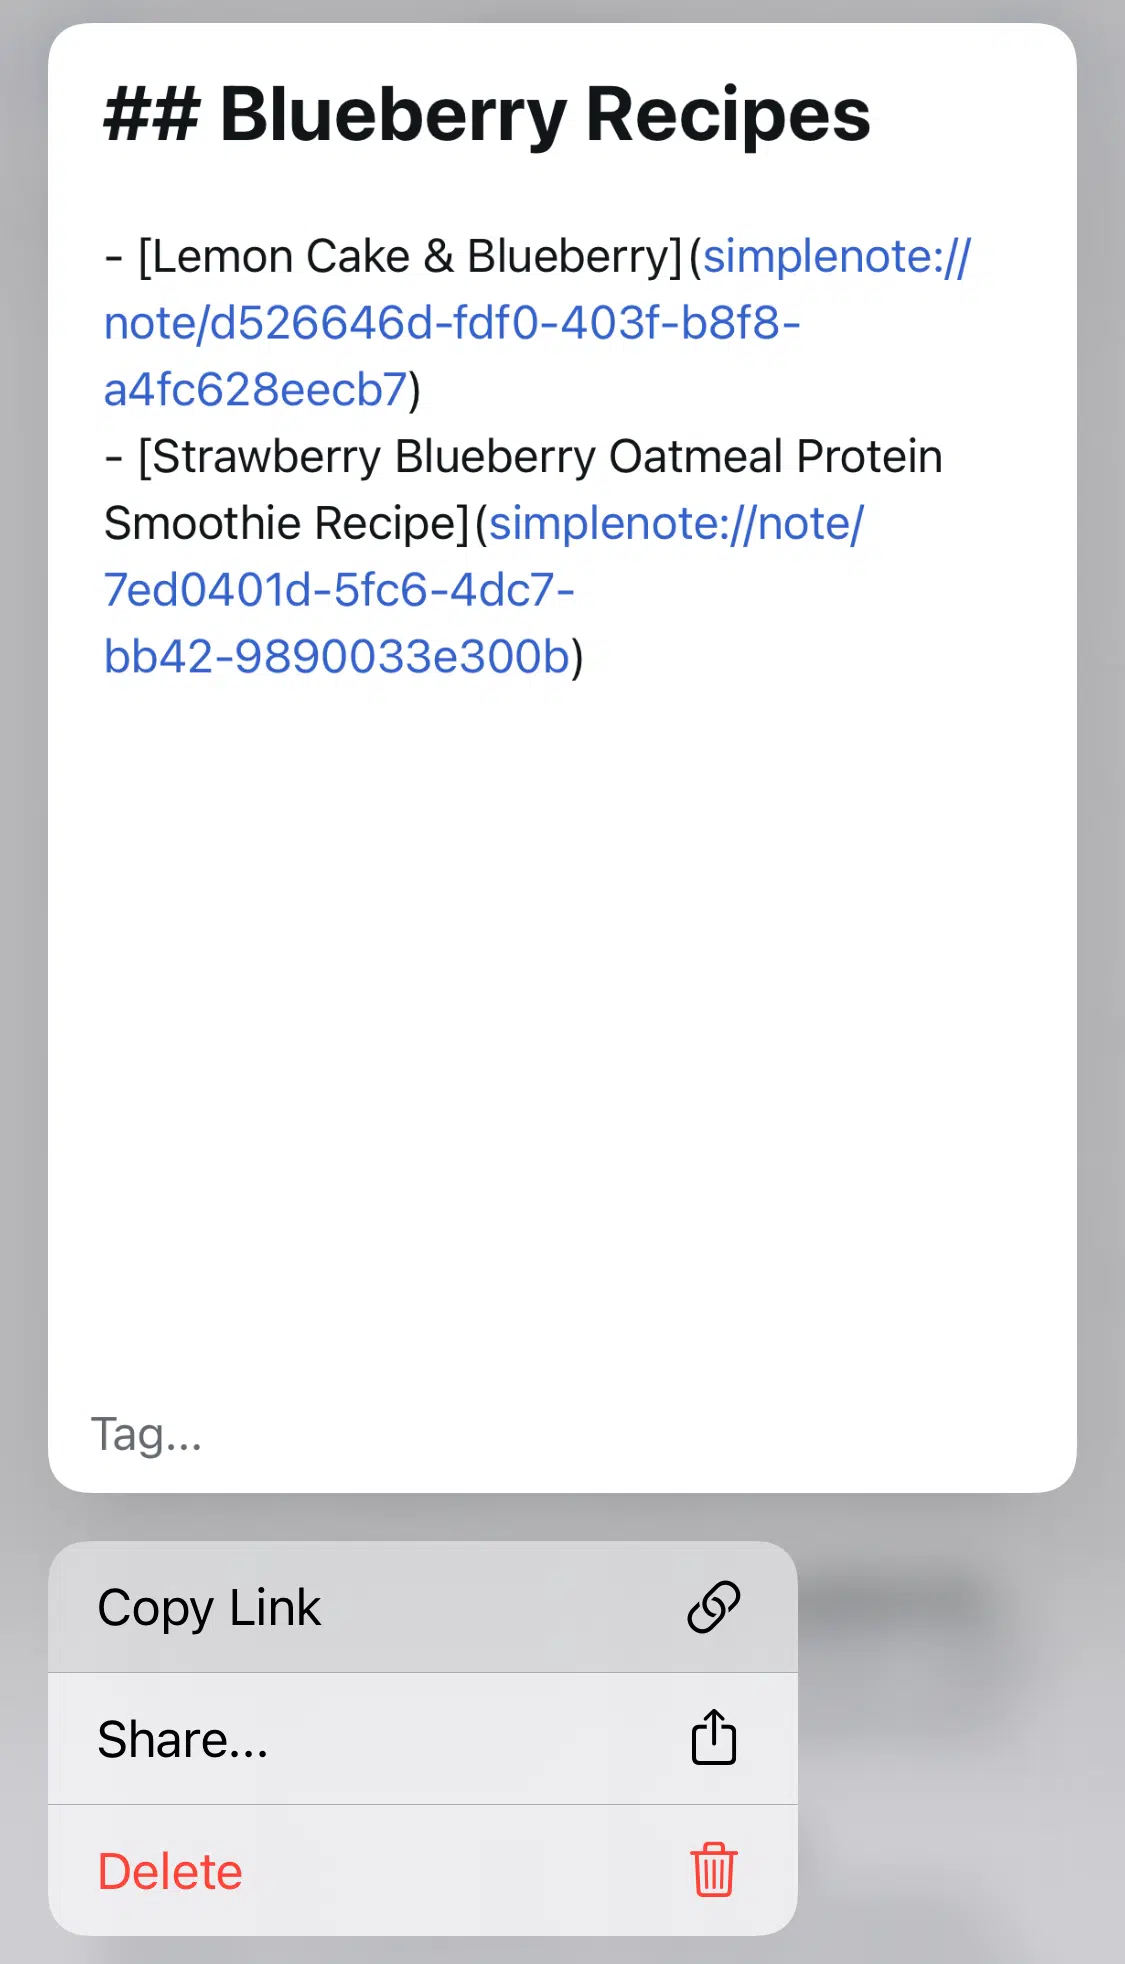 ## Blueberry Recipes
- [Lemon Cake & Blueberry](simplenote://
note/d526646d-fdf0-403f-b8f8-
a4fc628eecb7)
- [Strawberry Blueberry Oatmeal Protein
Smoothie Recipe](simplenote://note/
7ed0401d-5fc6-4dc7-
bb42-9890033e300b)
Tag...
Copy Link
Share...
Delete